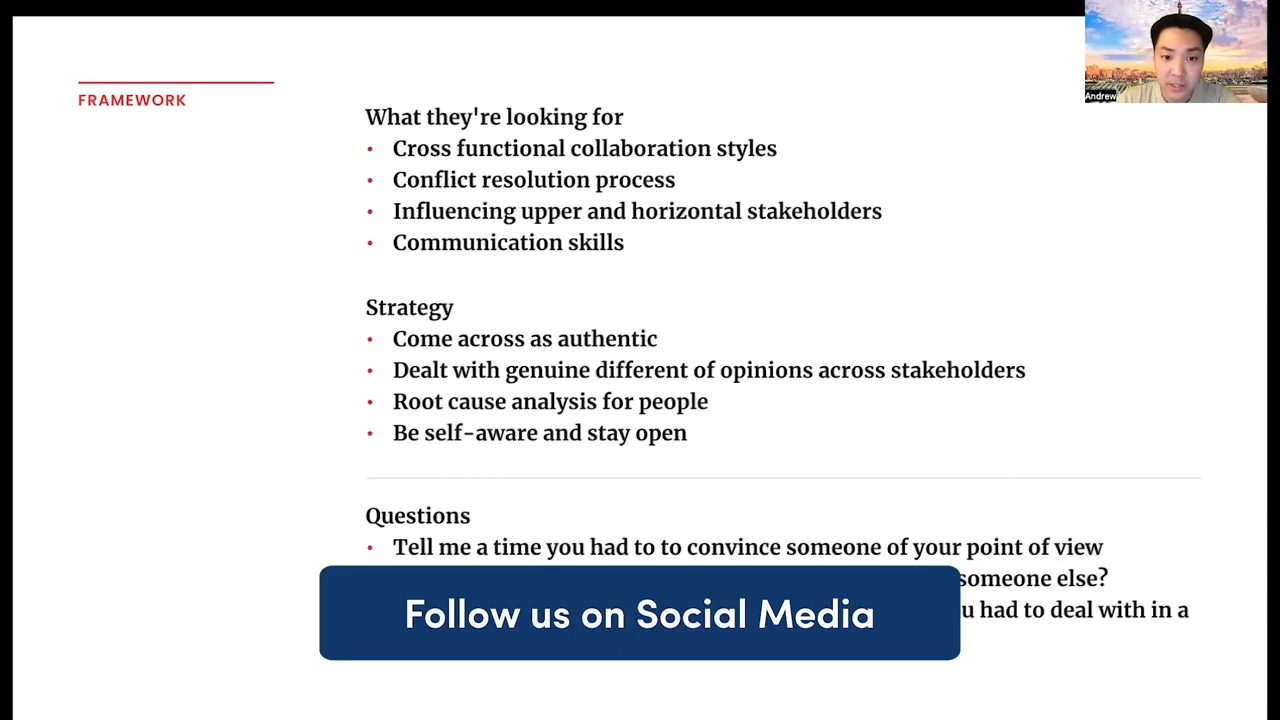 FRAMEWORK
Andrew
What they're looking for
• Cross functional collaboration styles
• Conflict resolution process
• Influencing upper and horizontal stakeholders
• Communication skills
Strategy
• Come across as authentic
• Dealt with genuine different of opinions across stakeholders
• Root cause analysis for people
• Be self-aware and stay open
Questions
• Tell me a time you had to to convince someone of your point of view
someone else?
had to deal with in a
Follow us on Social Media